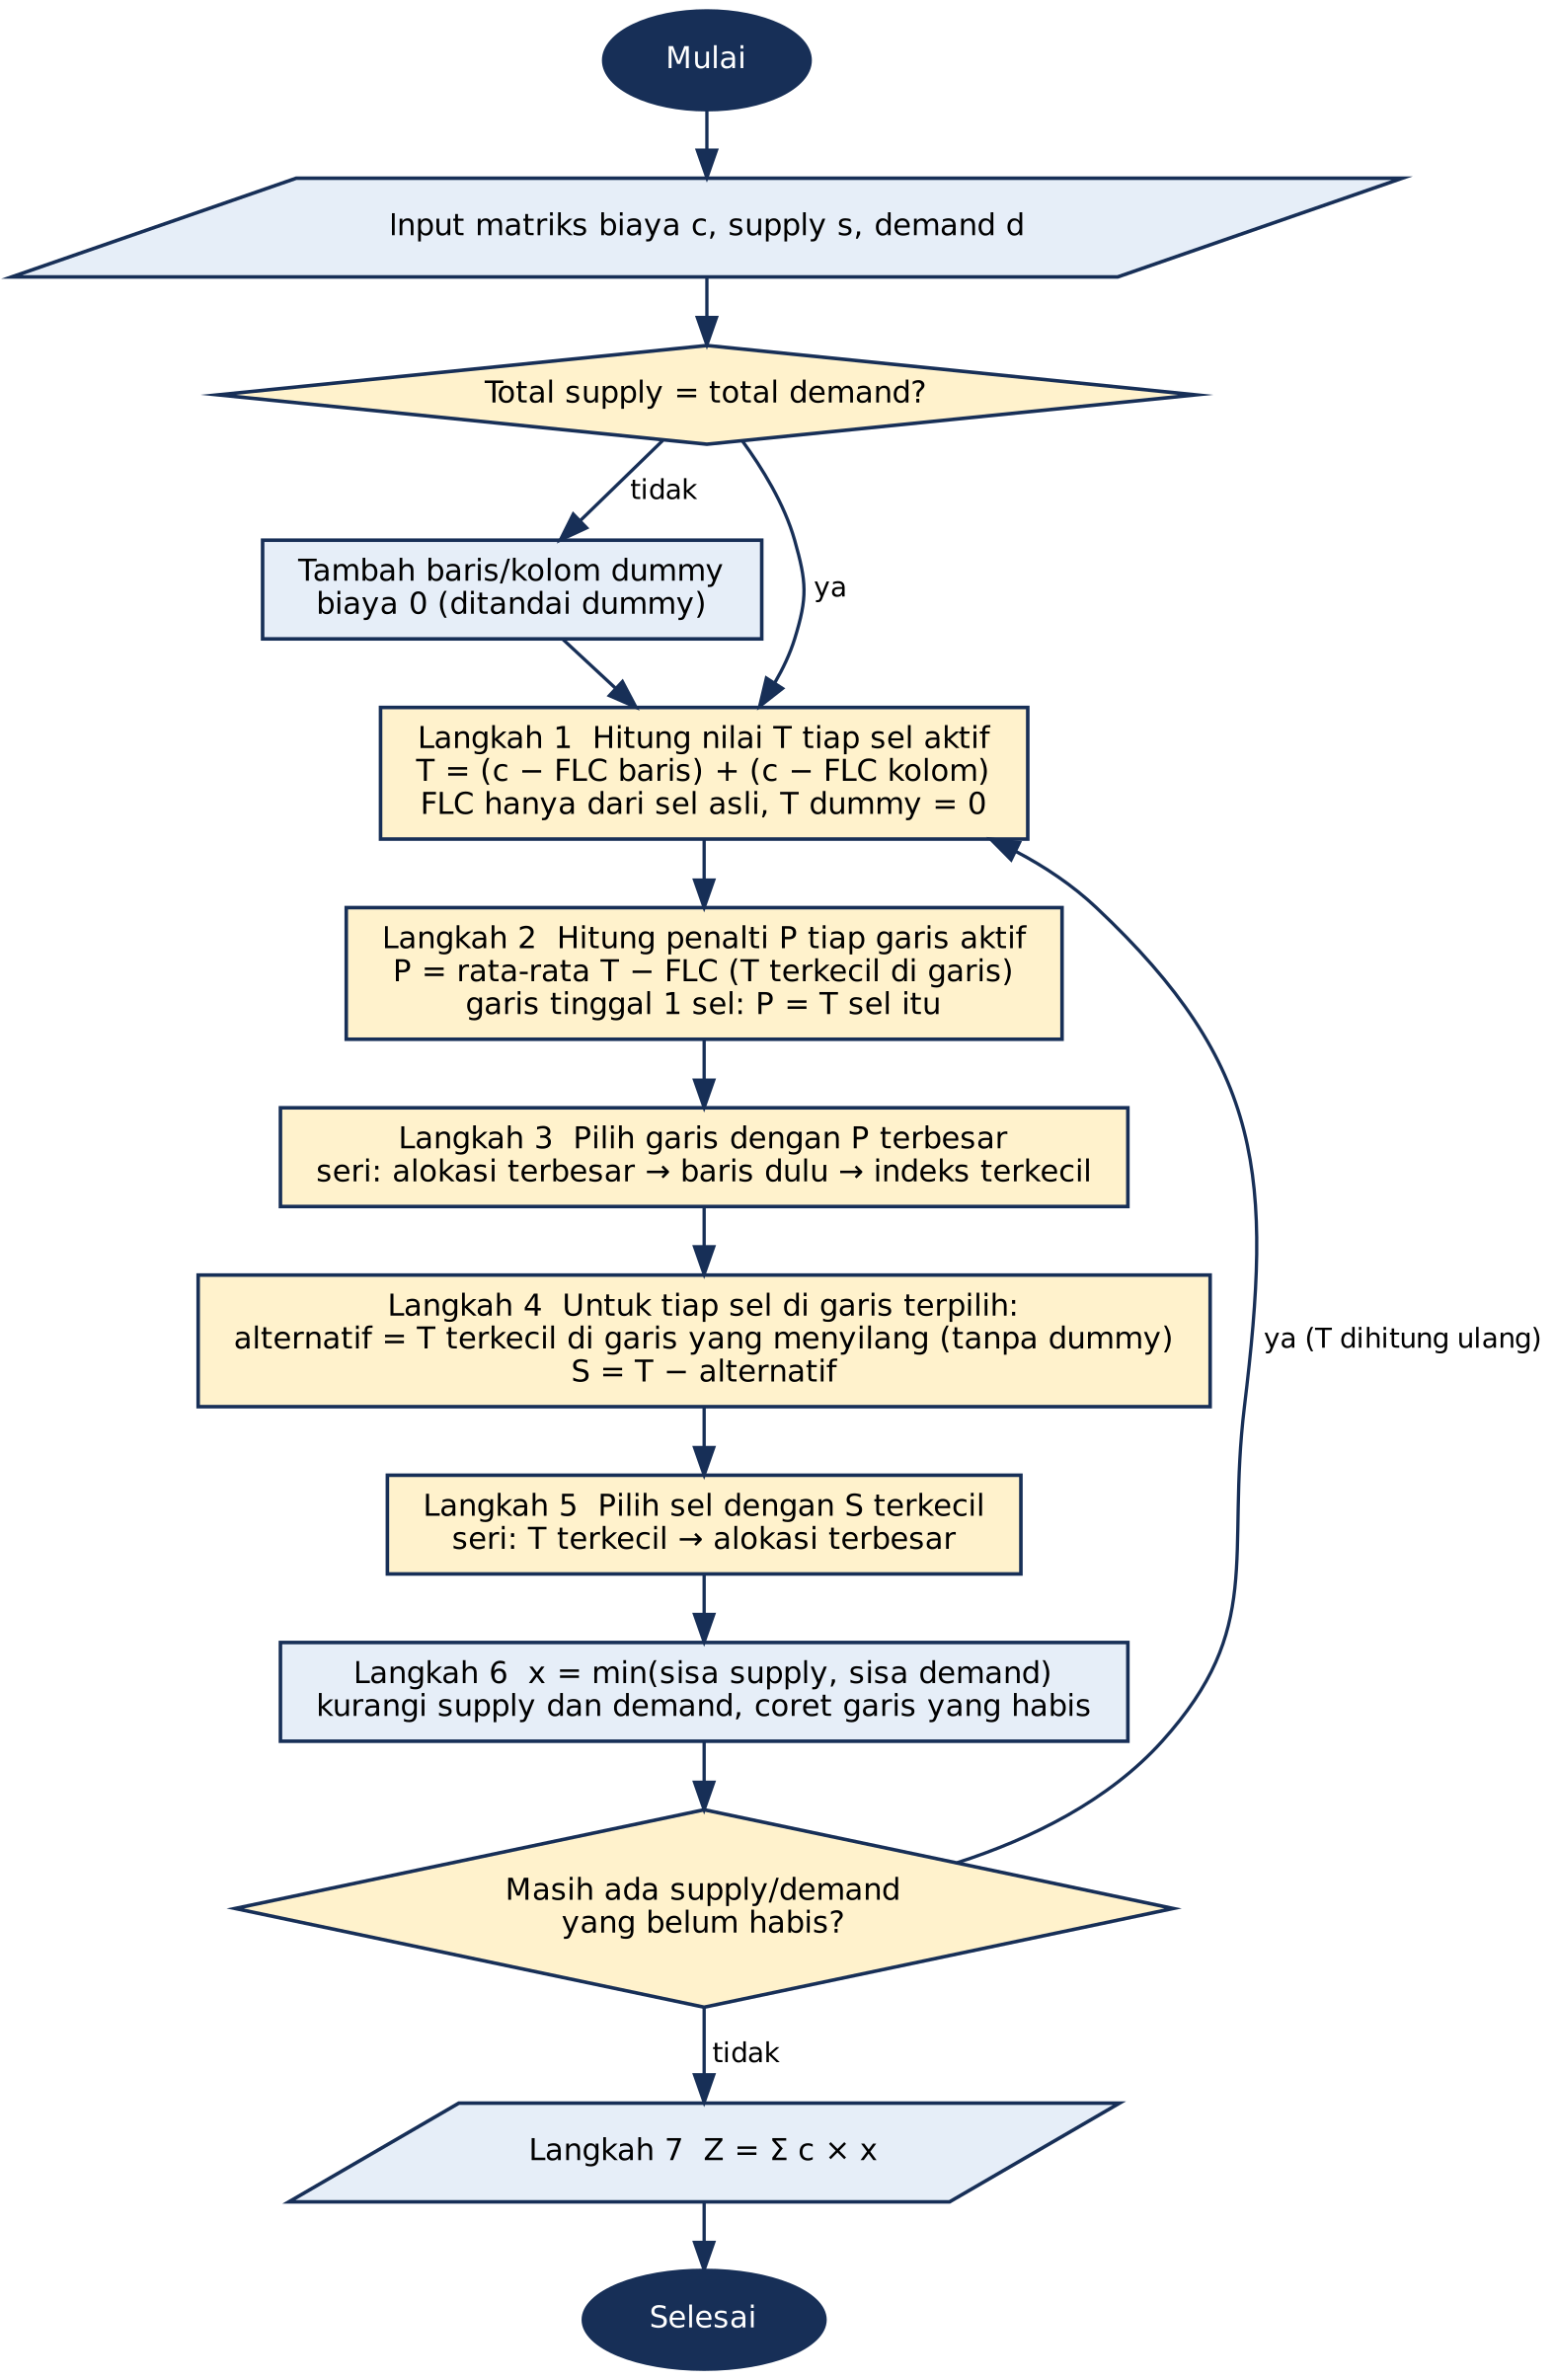 Mulai
Input matriks biaya c, supply s, demand d
Total supply = total demand?
tidak
Tambah baris/kolom dummy
biaya 0 (ditandai dummy)
ya
Langkah 1  Hitung nilai T tiap sel aktif
T = (c − FLC baris) + (c − FLC kolom)
FLC hanya dari sel asli, T dummy = 0
Langkah 2  Hitung penalti P tiap garis aktif
P = rata-rata T − FLC (T terkecil di garis)
garis tinggal 1 sel: P = T sel itu
Langkah 3  Pilih garis dengan P terbesar
seri: alokasi terbesar → baris dulu → indeks terkecil
Langkah 4  Untuk tiap sel di garis terpilih:
alternatif = T terkecil di garis yang menyilang (tanpa dummy)
S = T − alternatif
ya (T dihitung ulang)
Langkah 5  Pilih sel dengan S terkecil
seri: T terkecil → alokasi terbesar
Langkah 6  x = min(sisa supply, sisa demand)
kurangi supply dan demand, coret garis yang habis
Masih ada supply/demand
yang belum habis?
tidak
Langkah 7  Z = Σ c × x
Selesai